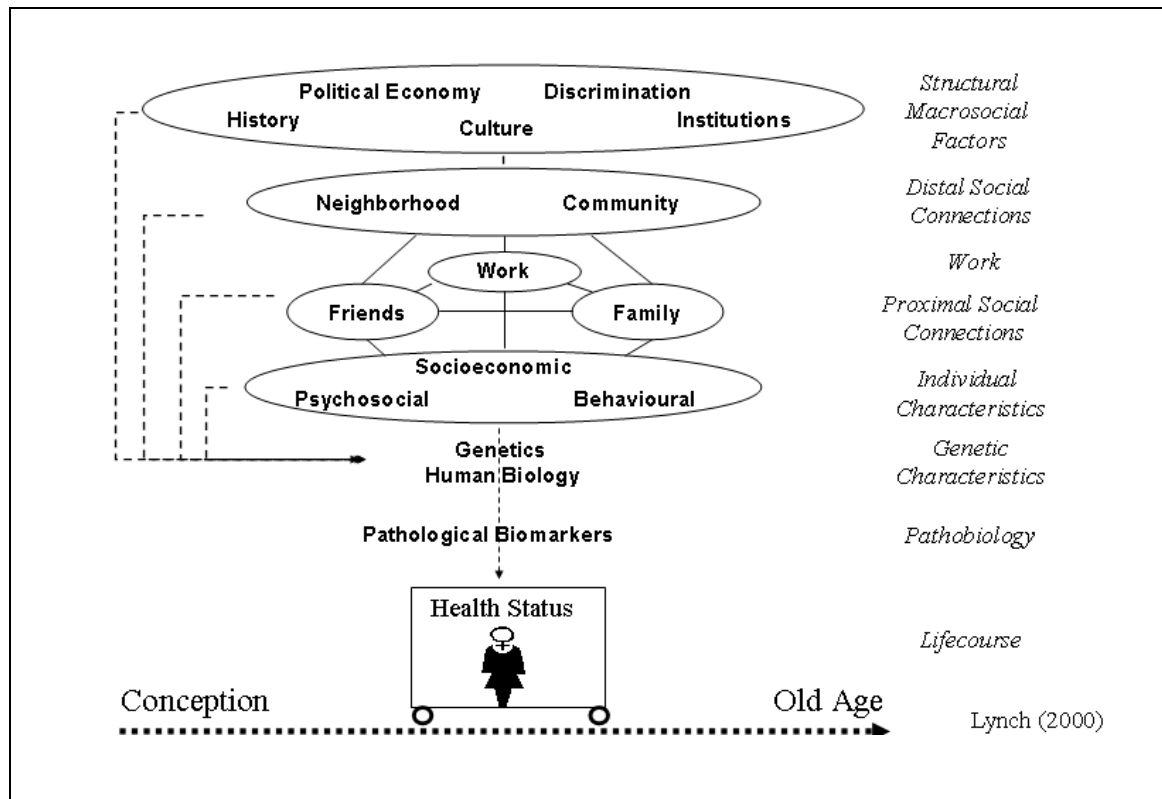 Political Economy Discrimination
History Culture Institutions
Structural
Macrosocial
Factors
Neighborhood Community
Distal Social
Connections
Work
Work
Friends Family
Proximal Social
Connections
Socioeconomic
Psychosocial Behavioural
Individual
Characteristics
Genetics
Human Biology
Genetic
Characteristics
Pathological Biomarkers
Pathobiology
Health Status
Lifecourse
Conception Old Age
Lynch (2000)